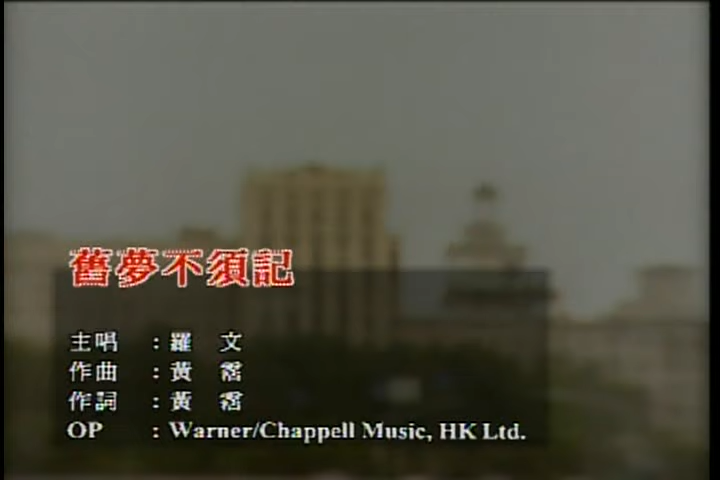 舊夢不須記
主唱 : 羅 文
作曲 : 黃 霑
作詞 : 黃 霑
OP : Warner/Chappell Music, HK Ltd.